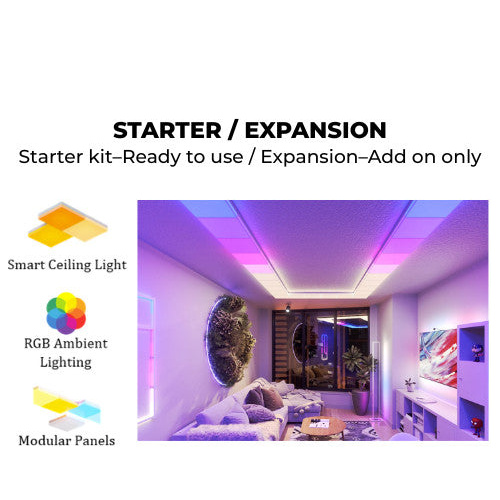 STARTER / EXPANSION
Starter kit–Ready to use / Expansion–Add on only
Smart Ceiling Light
RGB Ambient
Lighting
Modular Panels